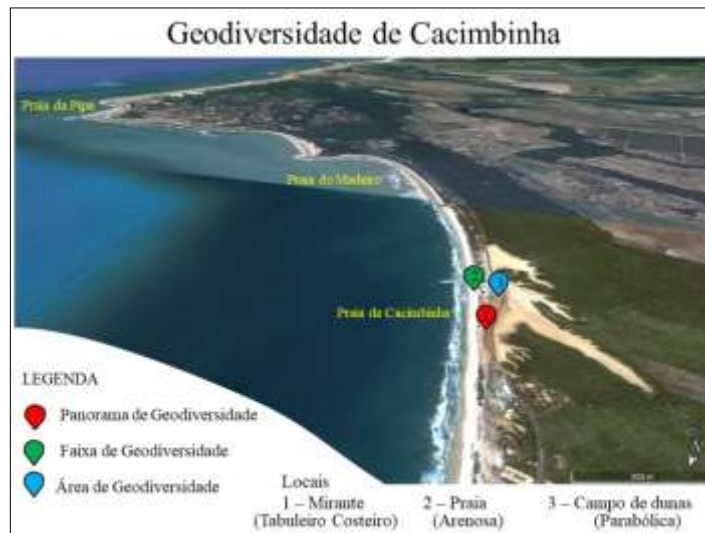 Geodiversidade de Cacimbinha
Praia da Pipa
Praia do Madeiro
Praia de Cacimbinha
LEGENDA
Panorama de Geodiversidade
Faixa de Geodiversidade
Área de Geodiversidade
Locais
1 – Mirante
(Tabuleiro Costeiro)
2 – Praia
(Arenosa)
3 – Campo de dunas
(Parabólica)